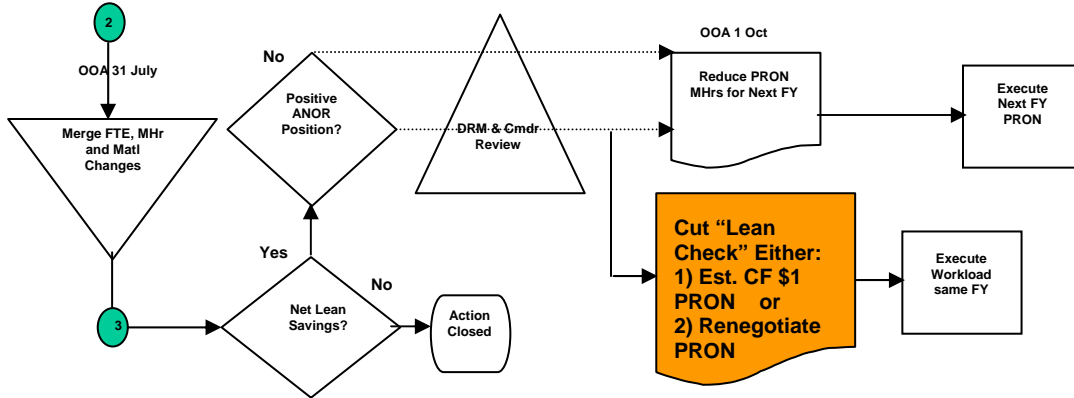 2
OOA 31 July
Merge FTE, MHr
and Matl
Changes
3
No
Positive
ANOR
Position?
Yes
Net Lean
Savings?
No
Action
Closed
DRM & Cmdr
Review
OOA 1 Oct
Reduce PRON
MHrs for Next FY
Execute
Next FY
PRON
Cut “Lean
Check” Either:
1) Est. CF $1
PRON or
2) Renegotiate
PRON
Execute
Workload
same FY